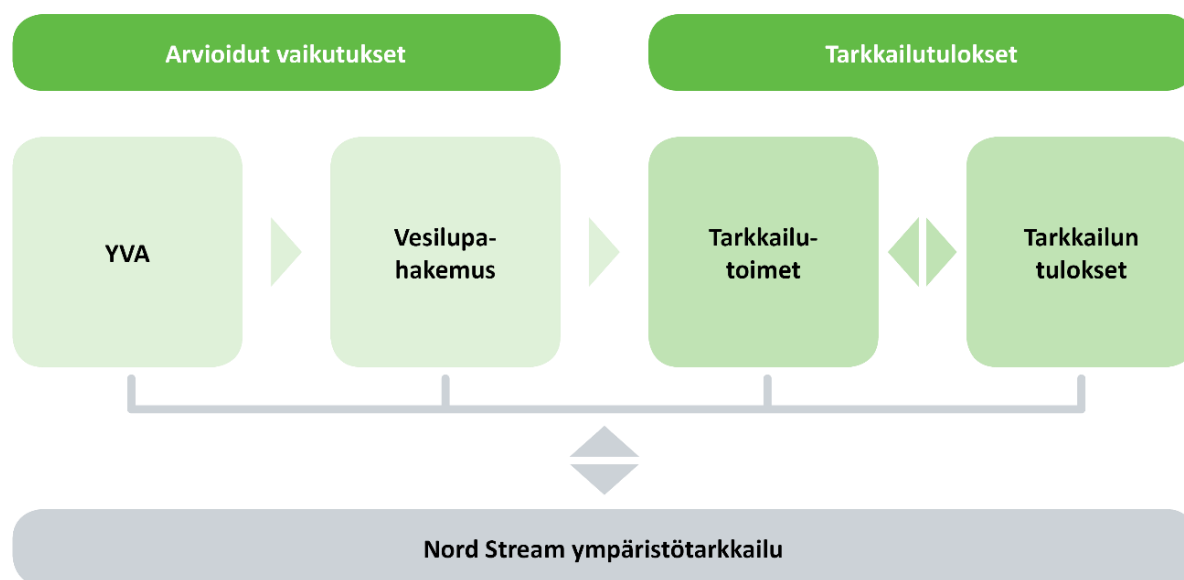 Arvioidut vaikutukset
Tarkkailutulokset
YVA
Vesilupa-
hakemus
Tarkkailu-
toimet
Tarkkailun
tulokset
Nord Stream ympäristötarkkailu